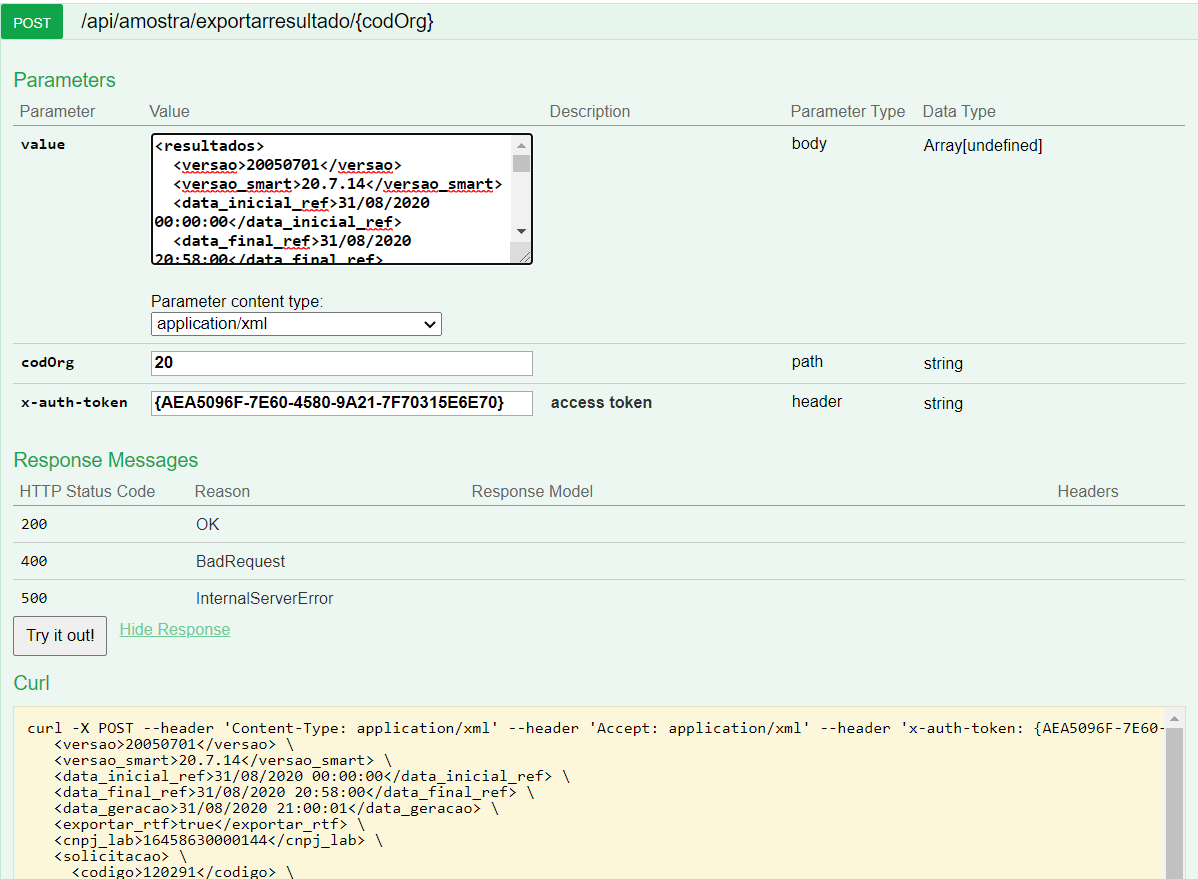 POST /api/amostra/exportarresultado/{codOrg}
Parameters
Parameter Value Description Parameter Type Data Type
value <resultados> body Array[undefined]
<versao>20050701</versao>
<versao_smart>20.7.14</versao_smart>
<data_inicial_ref>31/08/2020
00:00:00</data_inicial_ref>
<data_final_ref>31/08/2020
20:58:00</data_final_ref>
Parameter content type:
application/xml
codOrg 20 path string
x-auth-token {AEA5096F-7E60-4580-9A21-7F70315E6E70} access token header string
Response Messages
HTTP Status Code Reason Response Model Headers
200 OK
400 BadRequest
500 InternalServerError
Try it out! Hide Response
Curl
curl -X POST --header 'Content-Type: application/xml' --header 'Accept: application/xml' --header 'x-auth-token: {AEA5096F-7E60-
<versao>20050701</versao> \
<versao_smart>20.7.14</versao_smart> \
<data_inicial_ref>31/08/2020 00:00:00</data_inicial_ref> \
<data_final_ref>31/08/2020 20:58:00</data_final_ref> \
<data_geracao>31/08/2020 21:00:01</data_geracao> \
<exportar_rtf>true</exportar_rtf> \
<cnpj_lab>16458630000144</cnpj_lab> \
<solicitacao> \
<codigo>120291</codigo> \